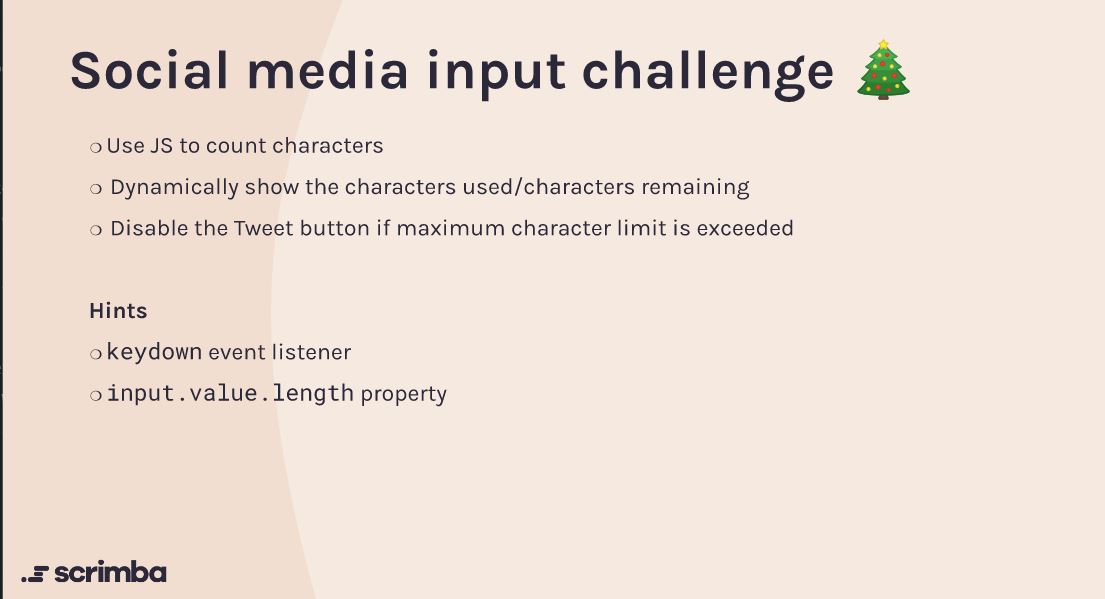 Social media input challenge 🎄
❍ Use JS to count characters
❍ Dynamically show the characters used/characters remaining
❍ Disable the Tweet button if maximum character limit is exceeded
Hints
❍ keydown event listener
❍ input.value.length property
scrimba